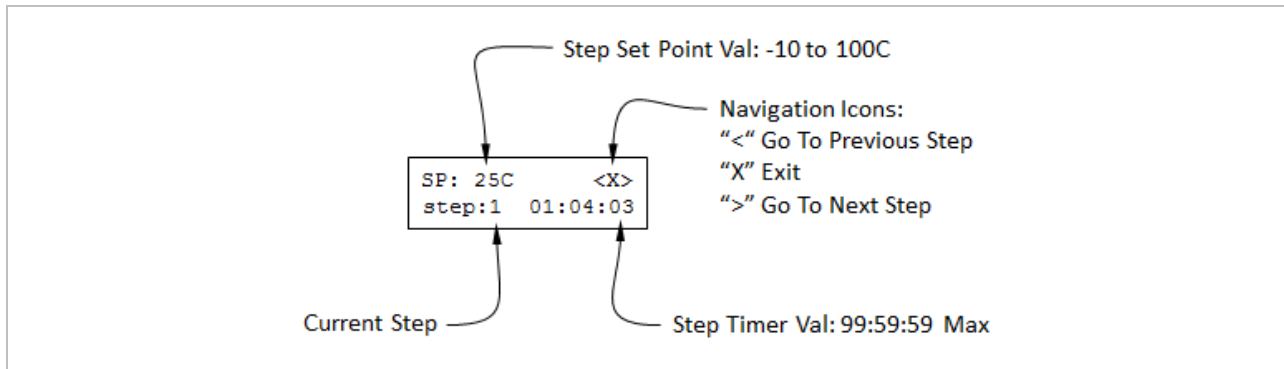 Step Set Point Val: -10 to 100C
Navigation Icons:
“<“ Go To Previous Step
“X” Exit
“>” Go To Next Step
SP: 25C <X>
step:1 01:04:03
Current Step
Step Timer Val: 99:59:59 Max